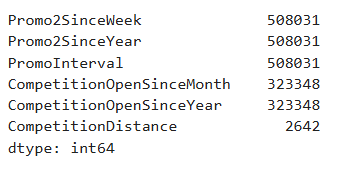 Promo2SinceWeek 508031
Promo2SinceYear 508031
PromoInterval 508031
CompetitionOpenSinceMonth 323348
CompetitionOpenSinceYear 323348
CompetitionDistance 2642
dtype: int64